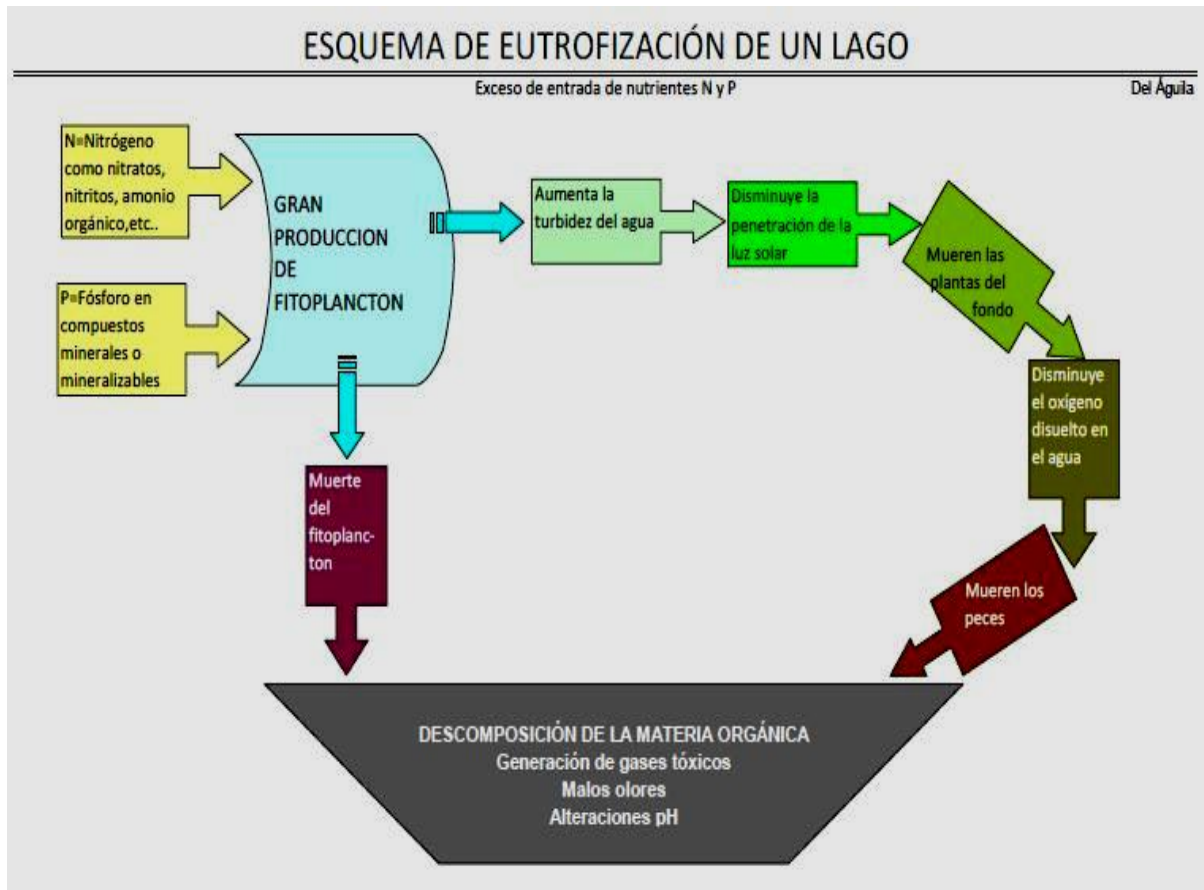 ESQUEMA DE EUTROFIZACIÓN DE UN LAGO
Exceso de entrada de nutrientes N y P
Del Águila
N=Nitrógeno
como nitratos,
nitritos, amonio
orgánico,etc..
P=Fósforo en
compuestos
minerales o
mineralizables
GRAN
PRODUCCION
DE
FITOPLANCTON
Aumenta la
turbidez del agua
Disminuye la
penetración de la
luz solar
Mueren las
plantas del
fondo
Disminuye
el oxígeno
disuelto en
el agua
Mueren los
peces
Muerte
del
fitoplanc-
ton
DESCOMPOSICIÓN DE LA MATERIA ORGÁNICA
Generación de gases tóxicos
Malos olores
Alteraciones pH